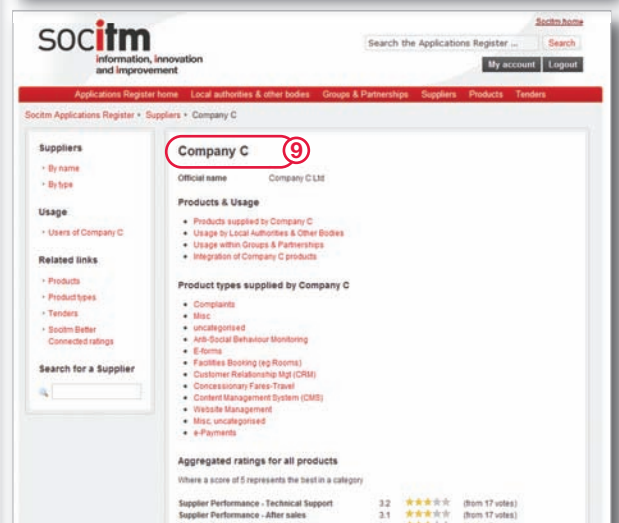 Socitm home
socitm
information, innovation
and improvement
Search the Applications Register ...
Search
My account
Logout
Applications Register home Local authorities & other bodies Groups & Partnerships Suppliers Products Tenders
Socitm Applications Register • Suppliers • Company C
Suppliers
• By name
• By type
Usage
• Users of Company C
Related links
• Products
• Product types
• Tenders
• Socitm Better
Connected ratings
Search for a Supplier
Company C
9
Official name Company C Ltd
Products & Usage
• Products supplied by Company C
• Usage by Local Authorities & Other Bodies
• Usage within Groups & Partnerships
• Integration of Company C products
Product types supplied by Company C
• Complaints
• Misc
• uncategorised
• Anti-Social Behaviour Monitoring
• E-forms
• Facilities Booking (eg Rooms)
• Customer Relationship Mgt (CRM)
• Concessionary Fares-Travel
• Content Management System (CMS)
• Website Management
• Misc, uncategorised
• e-Payments
Aggregated ratings for all products
Where a score of 5 represents the best in a category
Supplier Performance - Technical Support 3.2 (from 17 votes)
Supplier Performance - After sales 3.1 (from 17 votes)